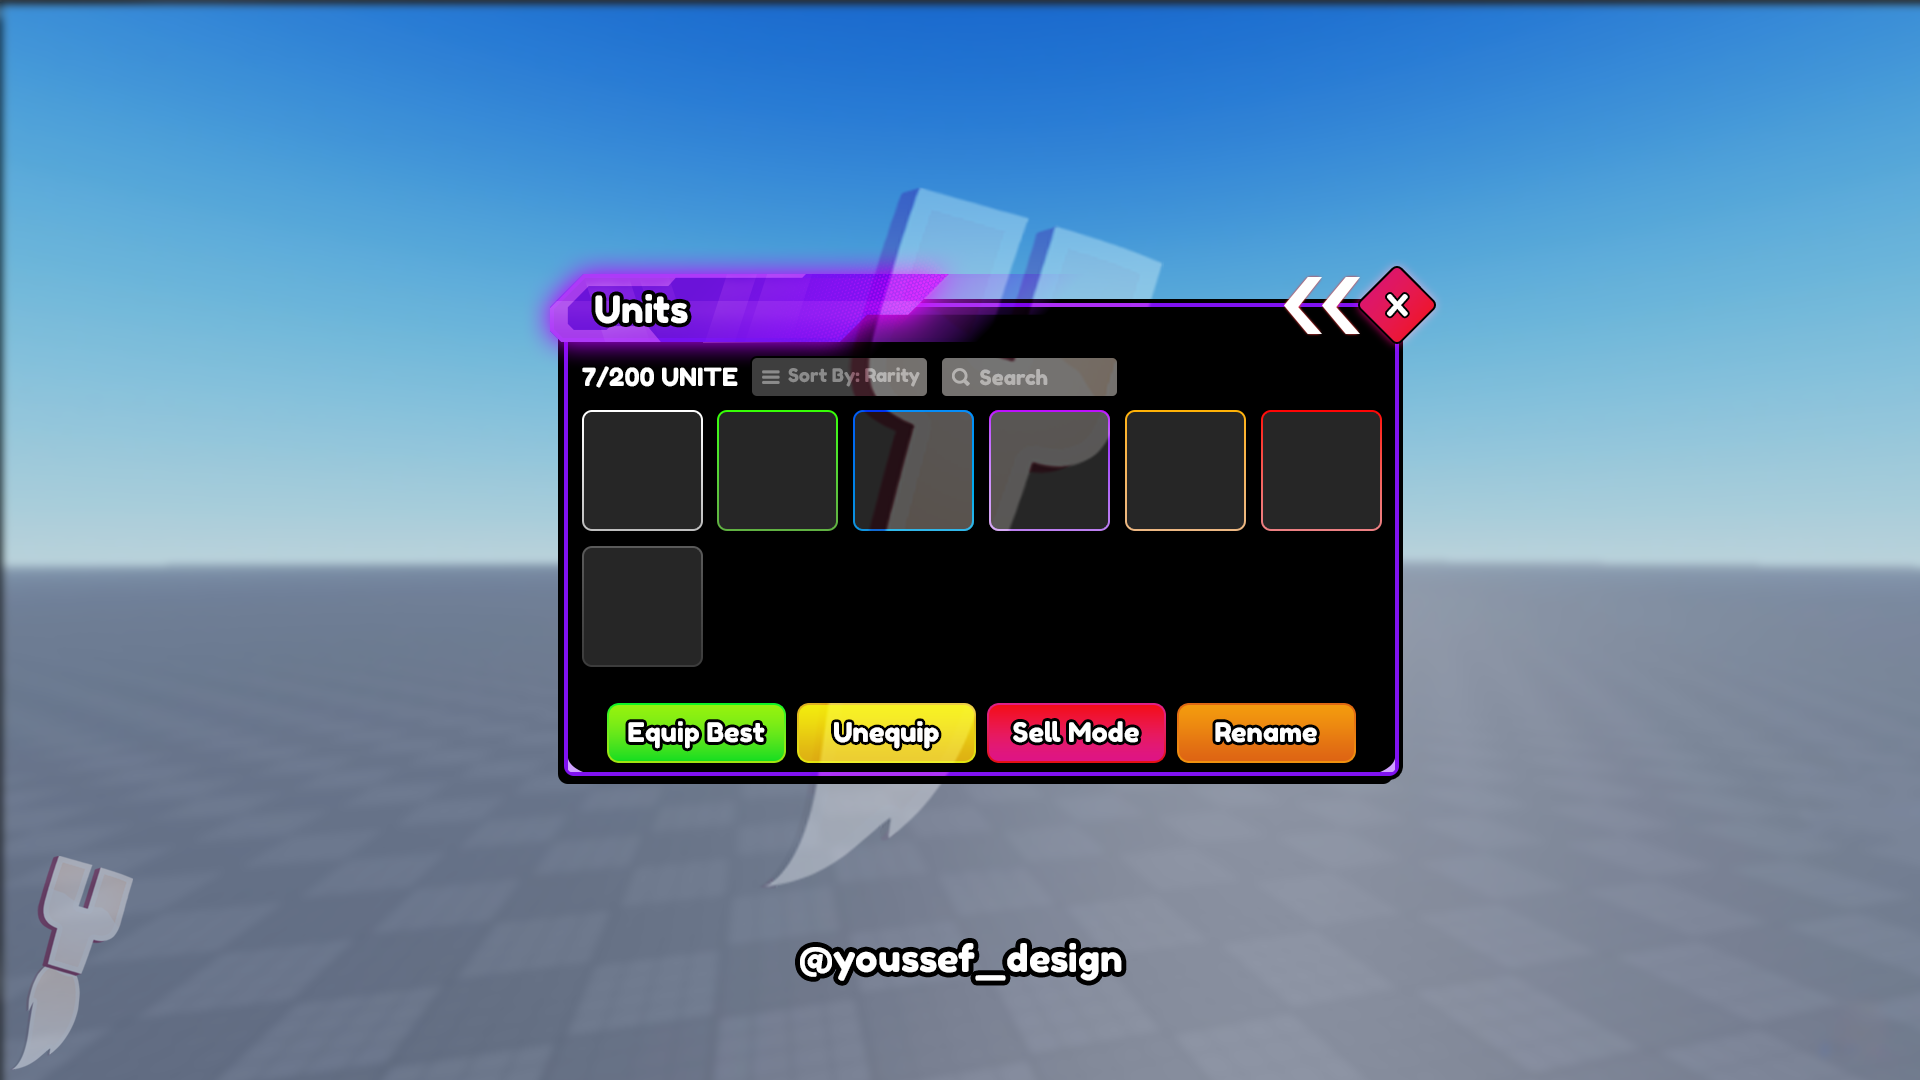 Units
7/200 UNITE
Sort By: Rarity
Search
Equip Best
Unequip
Sell Mode
Rename
@youssef_design